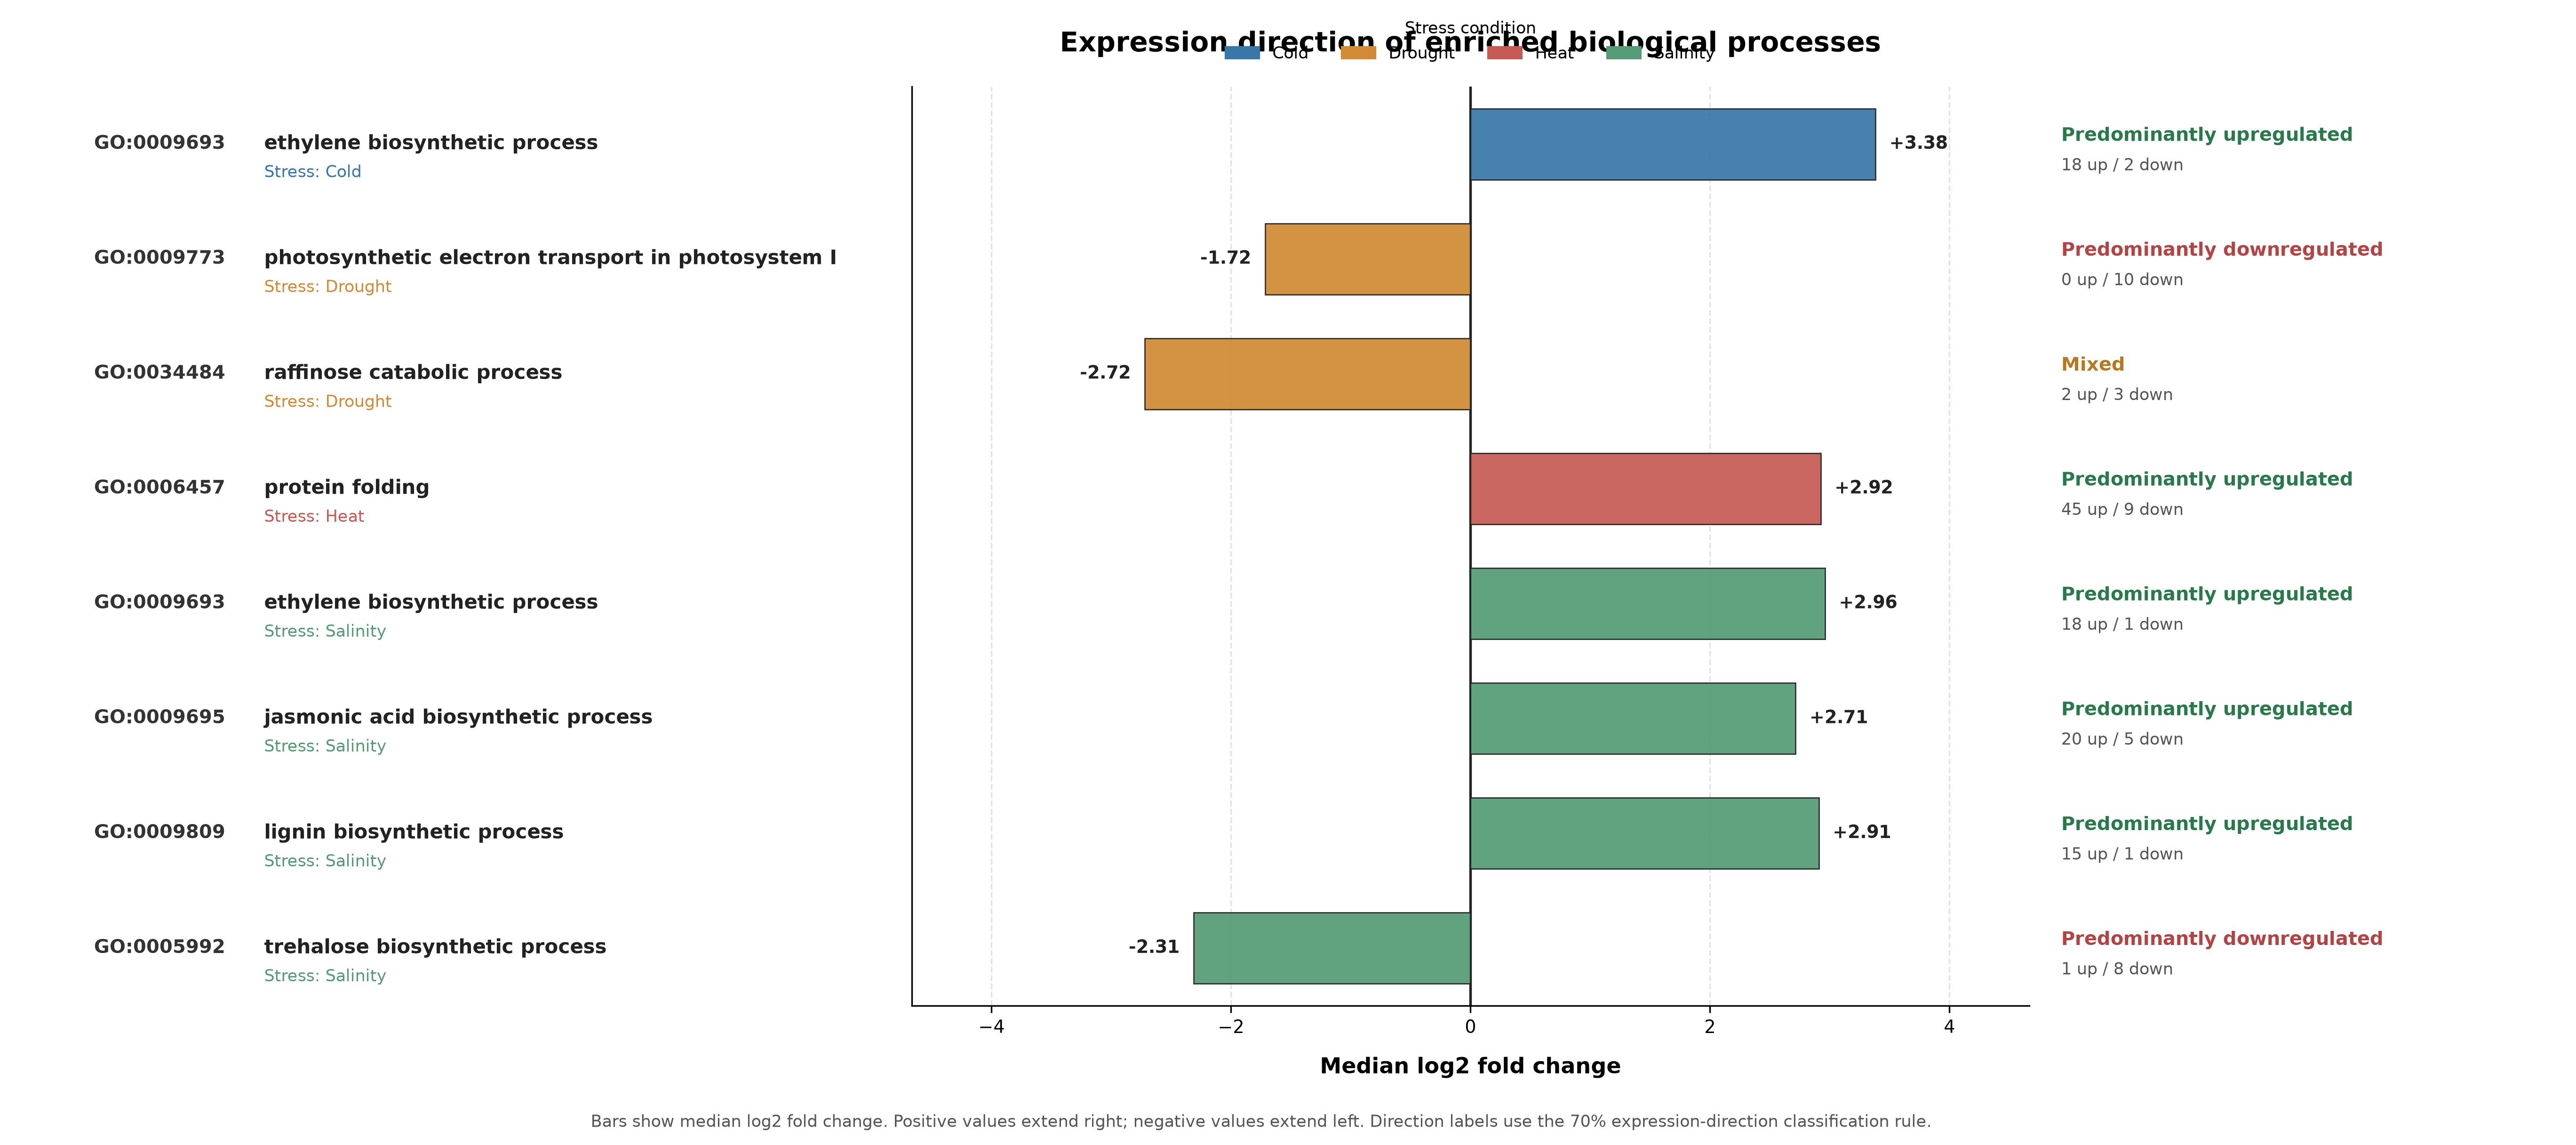 Stress condition
Expression direction of enriched biological processes
Cold Drought Heat Salinity
GO:0009693 ethylene biosynthetic process +3.38 Predominantly upregulated
Stress: Cold 18 up / 2 down
GO:0009773 photosynthetic electron transport in photosystem I -1.72 Predominantly downregulated
Stress: Drought 0 up / 10 down
GO:0034484 raffinose catabolic process -2.72 Mixed
Stress: Drought 2 up / 3 down
GO:0006457 protein folding +2.92 Predominantly upregulated
Stress: Heat 45 up / 9 down
GO:0009693 ethylene biosynthetic process +2.96 Predominantly upregulated
Stress: Salinity 18 up / 1 down
GO:0009695 jasmonic acid biosynthetic process +2.71 Predominantly upregulated
Stress: Salinity 20 up / 5 down
GO:0009809 lignin biosynthetic process +2.91 Predominantly upregulated
Stress: Salinity 15 up / 1 down
GO:0005992 trehalose biosynthetic process -2.31 Predominantly downregulated
Stress: Salinity 1 up / 8 down
−4 −2 0 2 4
Median log2 fold change
Bars show median log2 fold change. Positive values extend right; negative values extend left. Direction labels use the 70% expression-direction classification rule.